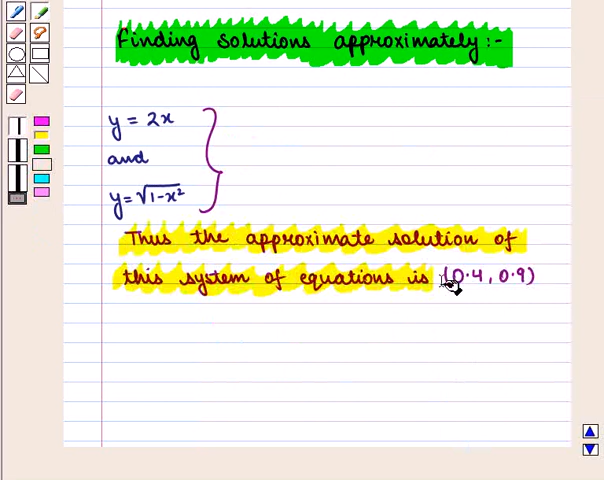 Finding solutions approximately:-
y = 2x
and
y = √1-x²
Thus the approximate solution of
this system of equations is (0.4, 0.9)